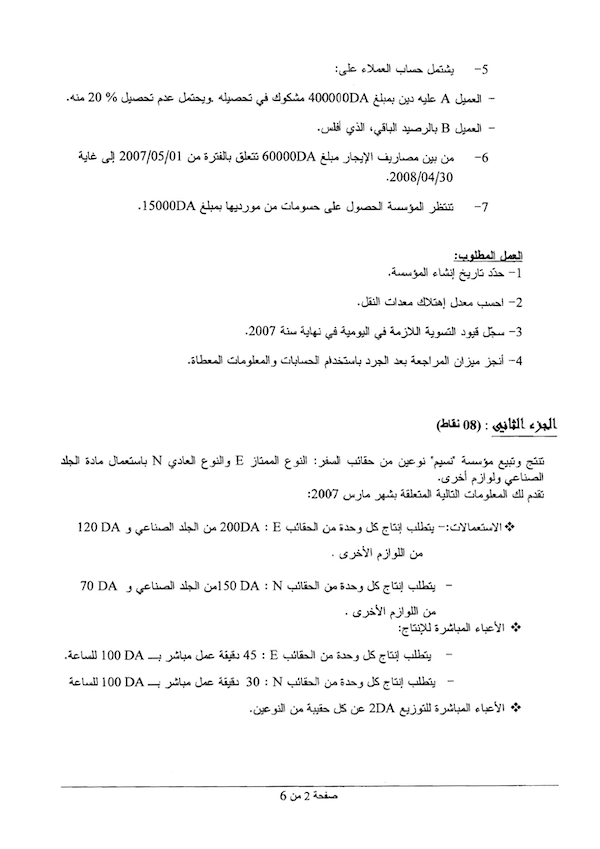 5- يشتمل حساب العملاء على:
- العميل A عليه دين بمبلغ 400000DA مشكوك في تحصيله .ويحتمل عدم تحصيل 20 % منه.
- العميل B بالرصيد الباقي، الذي أفلس.
6- من بين مصاريف الإيجار مبلغ 60000DA تتعلق بالفترة من 2007/05/01 إلى غاية
2008/04/30.
7- تنتظر المؤسسة الحصول على حسومات من مورديها بمبلغ 15000DA.
العمل المطلوب:
1- حدّد تاريخ إنشاء المؤسسة.
2- احسب معدل إهتلاك معدات النقل.
3- سجّل قيود التسوية اللازمة في اليومية في نهاية سنة 2007.
4- أنجز ميزان المراجعة بعد الجرد باستخدام الحسابات والمعلومات المعطاة.
الجزء الثاني : (08 نقاط)
تنتج وتبيع مؤسسة "نسيم" نوعين من حقائب السفر: النوع الممتاز E والنوع العادي N باستعمال مادة الجلد
الصناعي ولوازم أخرى.
تقدم لك المعلومات التالية المتعلقة بشهر مارس 2007:
❖ الاستعمالات:- يتطلب إنتاج كل وحدة من الحقائب E : 200DA من الجلد الصناعي و 120 DA
من اللوازم الأخرى .
- يتطلب إنتاج كل وحدة من الحقائب N : 150 DAمن الجلد الصناعي و 70 DA
من اللوازم الأخرى .
❖ الأعباء المباشرة للإنتاج:
- يتطلب إنتاج كل وحدة من الحقائب E : 45 دقيقة عمل مباشر بـــ 100 DA للساعة.
- يتطلب إنتاج كل وحدة من الحقائب N : 30 دقيقة عمل مباشر بـــ 100 DA للساعة
❖ الأعباء المباشرة للتوزيع 2DA عن كل حقيبة من النوعين.
صفحة 2 من 6